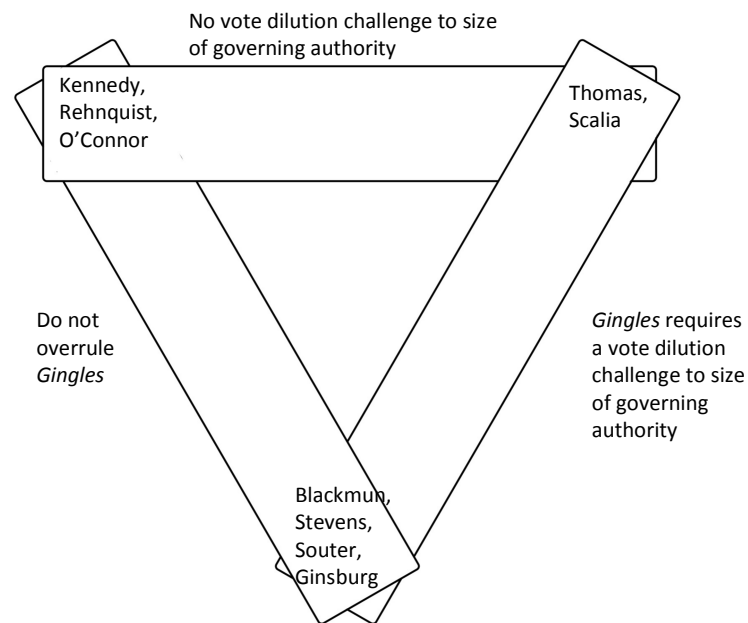 No vote dilution challenge to size
of governing authority
Kennedy,
Rehnquist,
O’Connor
Thomas,
Scalia
Do not
overrule
Gingles
Gingles requires
a vote dilution
challenge to size
of governing
authority
Blackmun,
Stevens,
Souter,
Ginsburg